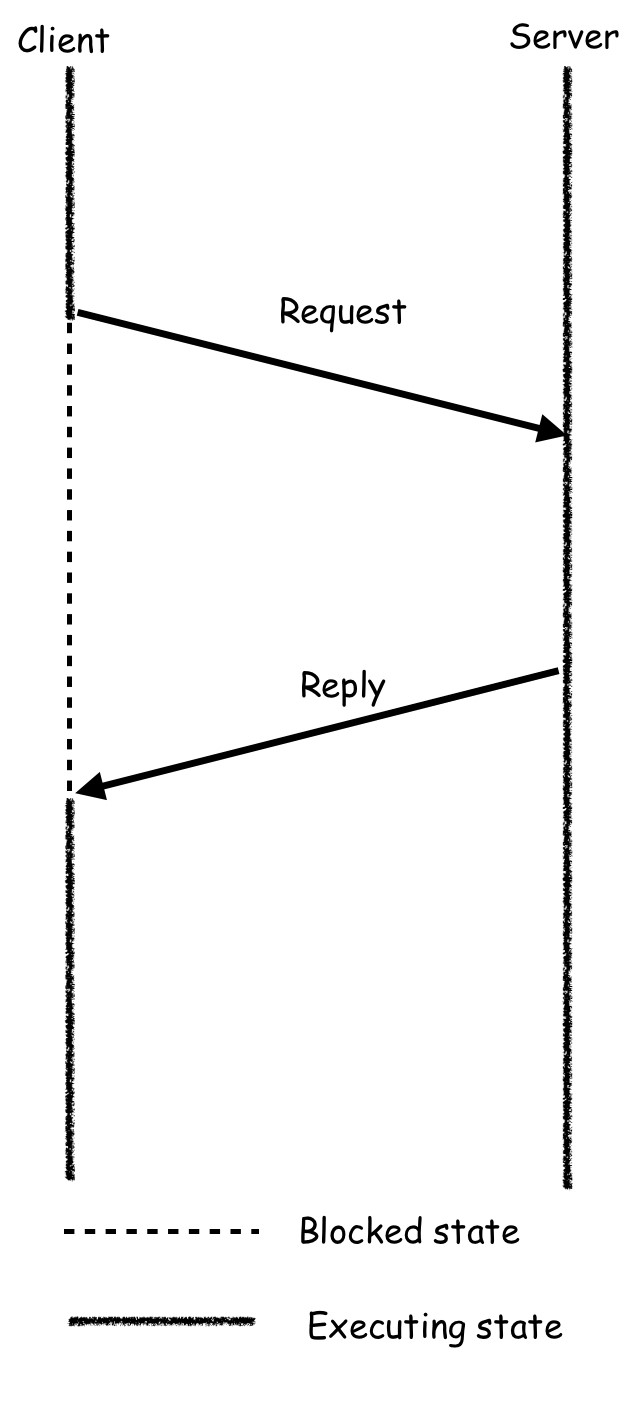 Client
Server
Request
Reply
Blocked state
Executing state